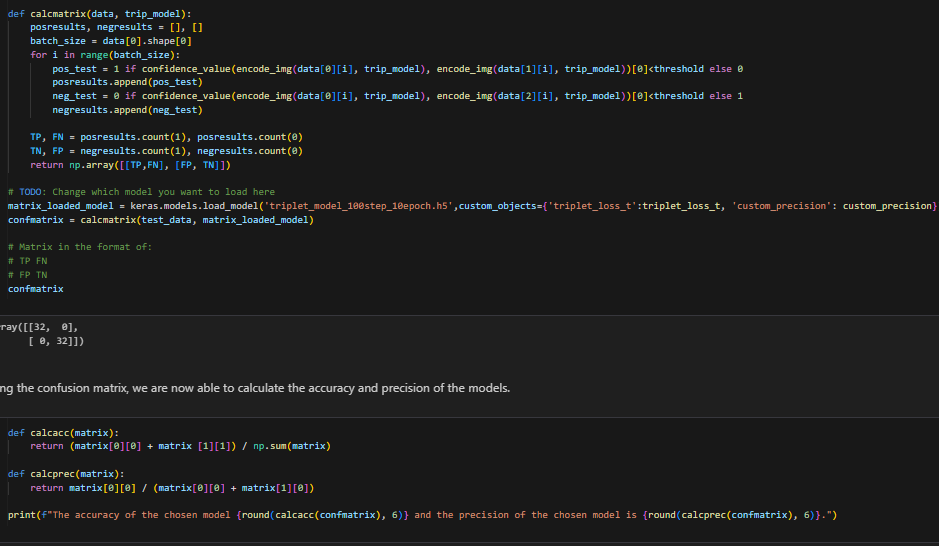 def calcmatrix(data, trip_model):
    posresults, negresults = [], []
    batch_size = data[0].shape[0]
    for i in range(batch_size):
        pos_test = 1 if confidence_value(encode_img(data[0][i], trip_model), encode_img(data[1][i], trip_model))[0]<threshold else 0
        posresults.append(pos_test)
        neg_test = 0 if confidence_value(encode_img(data[0][i], trip_model), encode_img(data[2][i], trip_model))[0]<threshold else 1
        negresults.append(neg_test)
    TP, FN = posresults.count(1), posresults.count(0)
    TN, FP = negresults.count(1), negresults.count(0)
    return np.array([[TP,FN], [FP, TN]])
# TODO: Change which model you want to load here
matrix_loaded_model = keras.models.load_model('triplet_model_100step_10epoch.h5',custom_objects={'triplet_loss_t':triplet_loss_t, 'custom_precision': custom_precision}
confmatrix = calcmatrix(test_data, matrix_loaded_model)
# Matrix in the format of:
# TP FN
# FP TN
confmatrix
ray([[32,  0],
     [ 0, 32]])
ng the confusion matrix, we are now able to calculate the accuracy and precision of the models.
def calcacc(matrix):
    return (matrix[0][0] + matrix [1][1]) / np.sum(matrix)
def calcprec(matrix):
    return matrix[0][0] / (matrix[0][0] + matrix[1][0])
print(f"The accuracy of the chosen model {round(calcacc(confmatrix), 6)} and the precision of the chosen model is {round(calcprec(confmatrix), 6)}.")